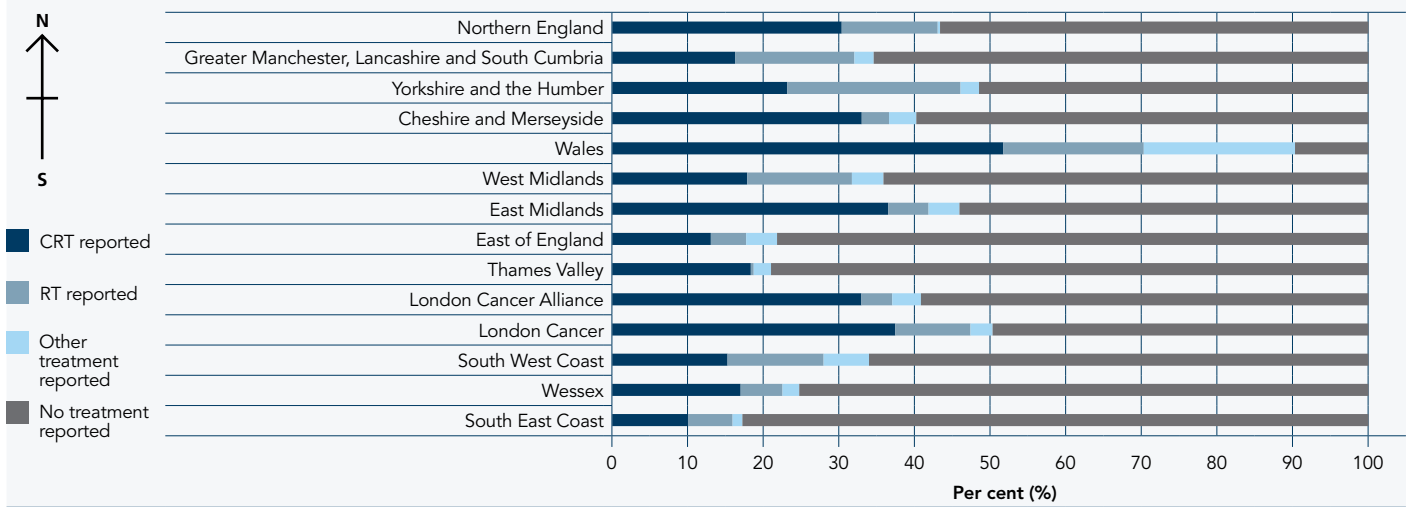 N
S
CRT reported
RT reported
Other
treatment
reported
No treatment
reported
Northern England
Greater Manchester, Lancashire and South Cumbria
Yorkshire and the Humber
Cheshire and Merseyside
Wales
West Midlands
East Midlands
East of England
Thames Valley
London Cancer Alliance
London Cancer
South West Coast
Wessex
South East Coast
0 10 20 30 40 50 60 70 80 90 100
Per cent (%)